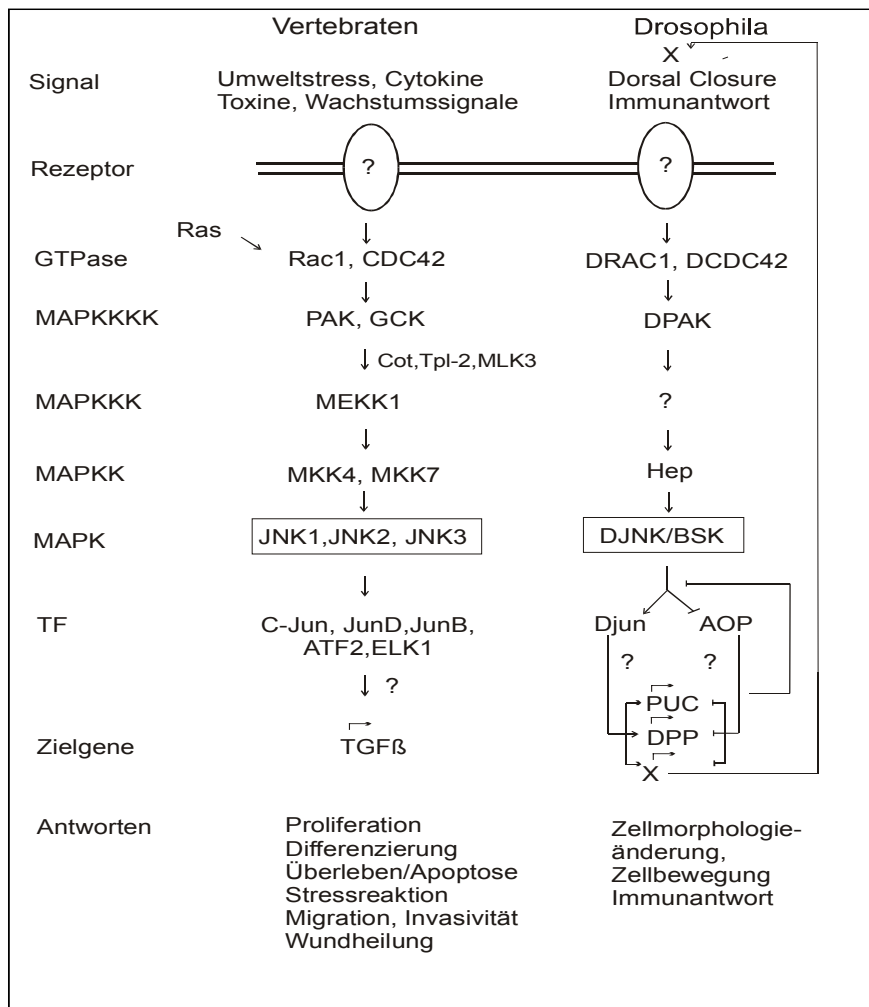 Vertebraten Drosophila
X
Signal Umweltstress, Cytokine Dorsal Closure
Toxine, Wachstumssignale Immunantwort
Rezeptor ? ?
Ras
GTPase Rac1, CDC42 DRAC1, DCDC42
MAPKKKK PAK, GCK DPAK
Cot,Tpl-2,MLK3
MAPKKK MEKK1 ?
MAPKK MKK4, MKK7 Hep
MAPK JNK1,JNK2, JNK3 DJNK/BSK
TF C-Jun, JunD,JunB, Djun AOP
ATF2,ELK1
? ? ?
PUC
Zielgene TGFß DPP
X
Antworten Proliferation Zellmorphologie-
Differenzierung änderung,
Überleben/Apoptose Zellbewegung
Stressreaktion Immunantwort
Migration, Invasivität
Wundheilung